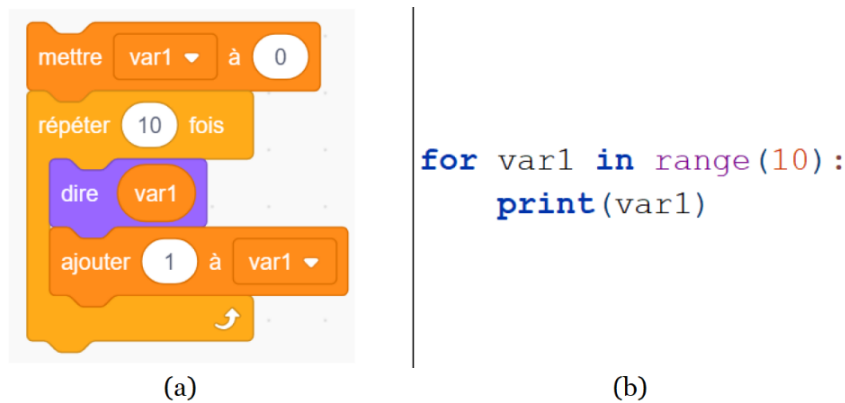 mettre var1 à 0
répéter 10 fois
dire var1
ajouter 1 à var1
for var1 in range(10):
print(var1)
(a)
(b)